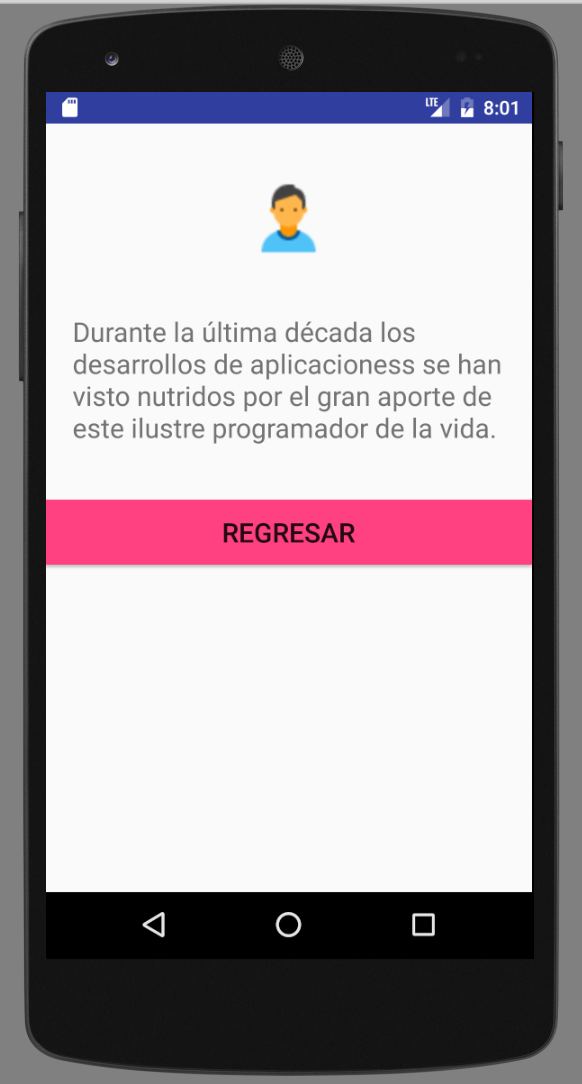 LTE 8:01
Durante la última década los
desarrollos de aplicacioness se han
visto nutridos por el gran aporte de
este ilustre programador de la vida.
REGRESAR